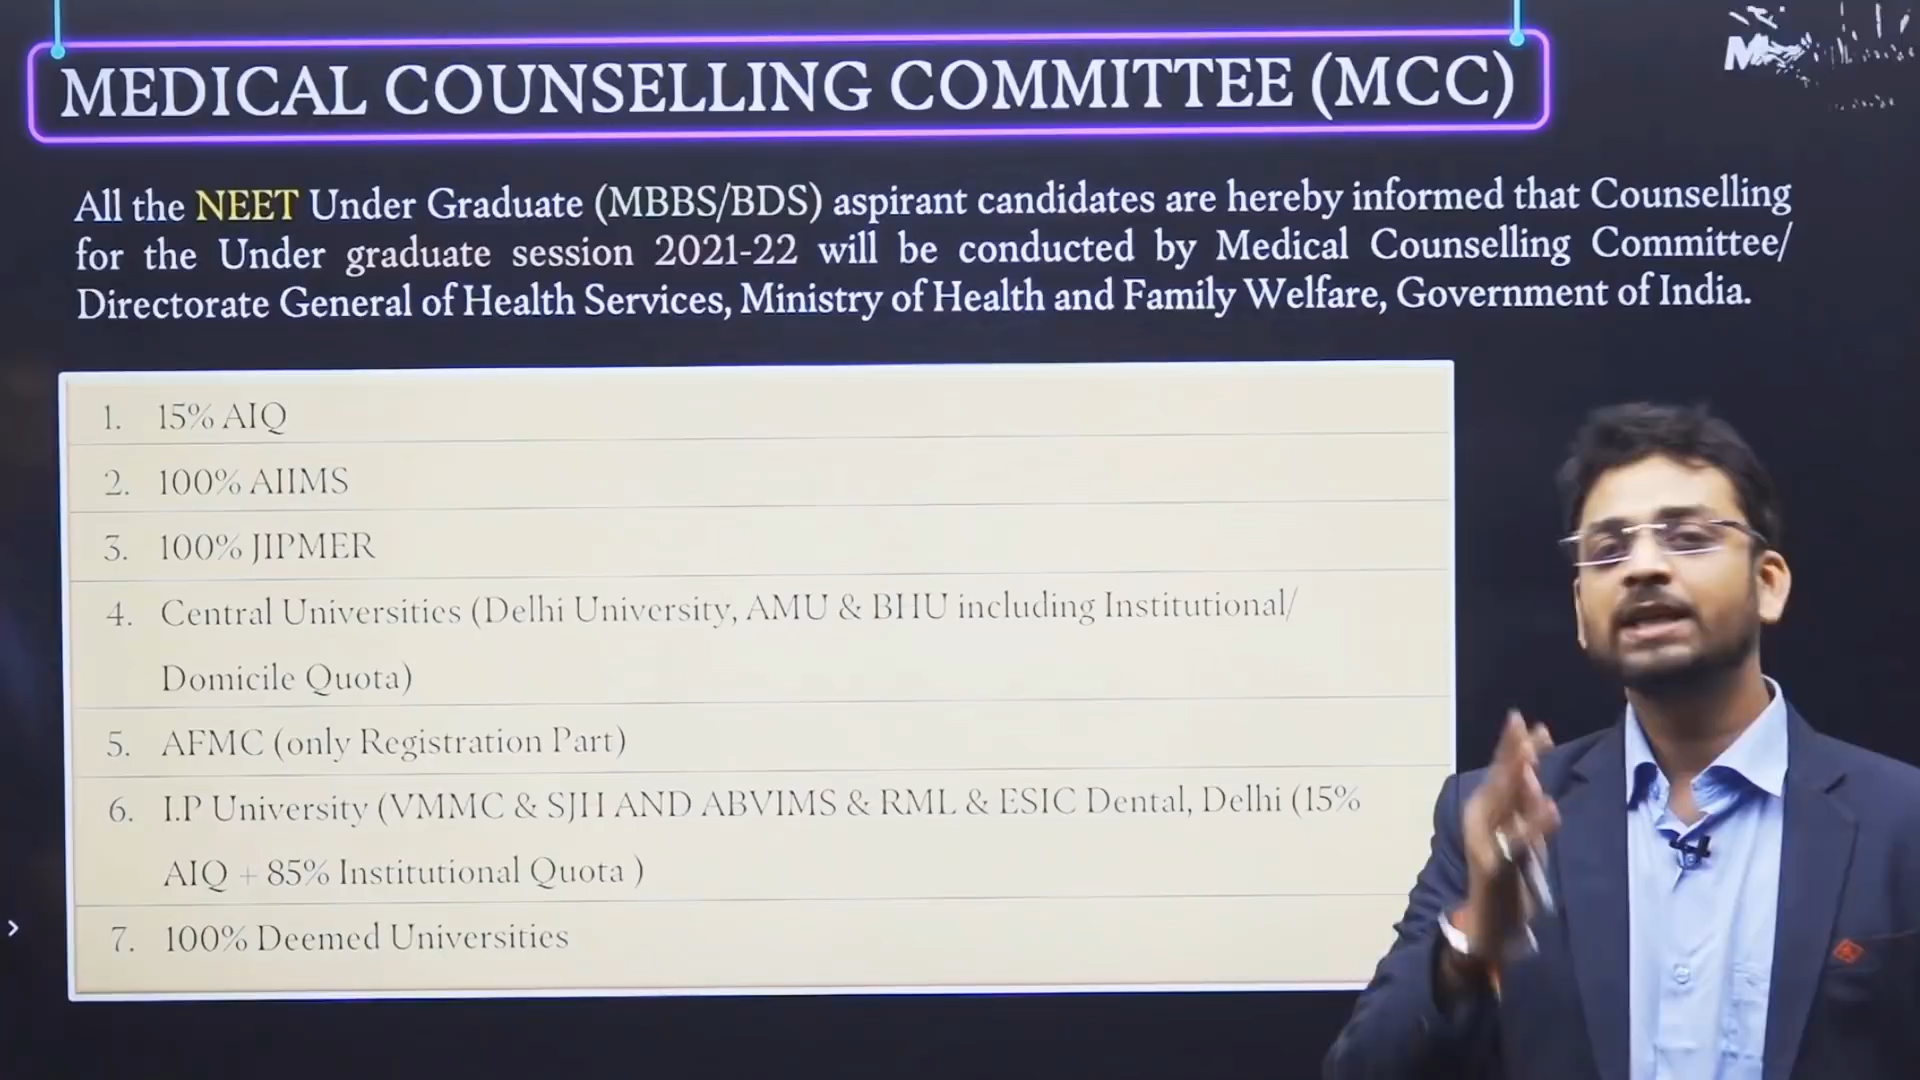 MEDICAL COUNSELLING COMMITTEE (MCC)
All the NEET Under Graduate (MBBS/BDS) aspirant candidates are hereby informed that Counselling
for the Under graduate session 2021-22 will be conducted by Medical Counselling Committee/
Directorate General of Health Services, Ministry of Health and Family Welfare, Government of India.
1. 15% AIQ
2. 100% AIIMS
3. 100% JIPMER
4. Central Universities (Delhi University, AMU & BHU including Institutional/
Domicile Quota)
5. AFMC (only Registration Part)
6. I.P University (VMMC & SJH AND ABVIMS & RML & ESIC Dental, Delhi (15%
AIQ + 85% Institutional Quota )
7. 100% Deemed Universities